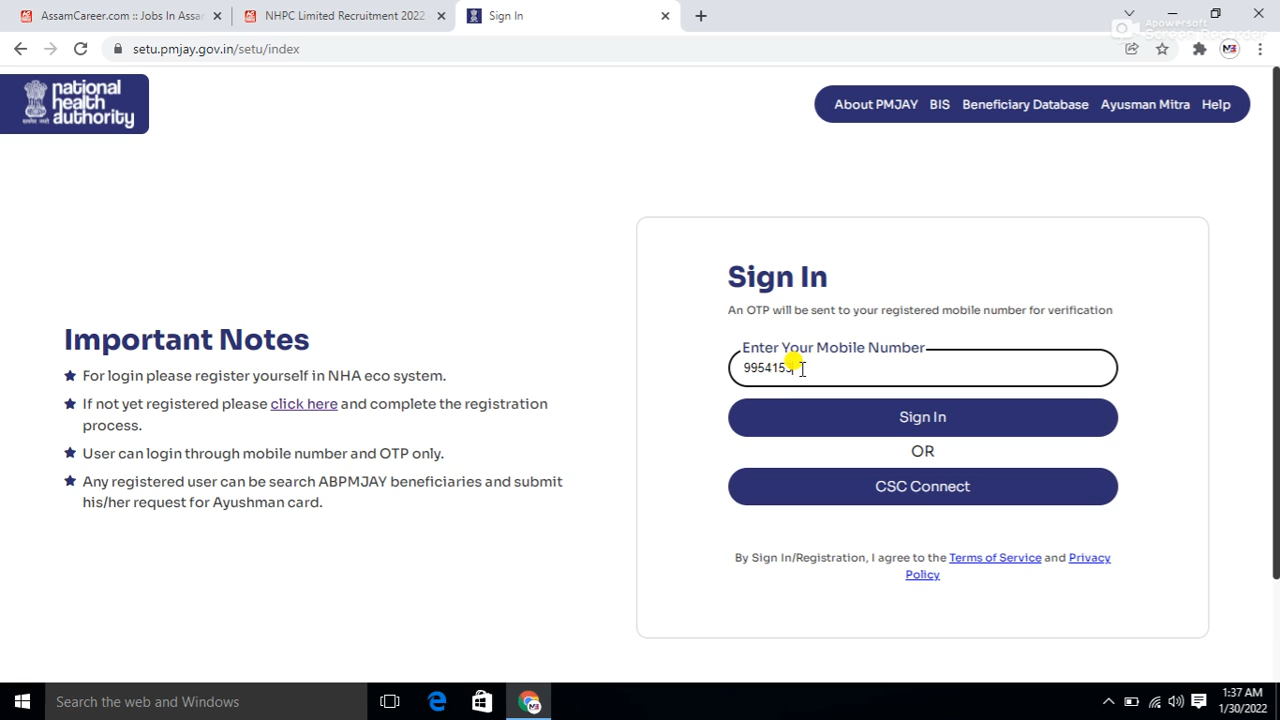 AssamCareer.com :: Jobs In Assa
NHPC Limited Recruitment 2022
Sign In
Apowersoft
Screen Recorder
setu.pmjay.gov.in/setu/index
national
health
authority
About PMJAY BIS Beneficiary Database Ayusman Mitra Help
Important Notes
For login please register yourself in NHA eco system.
If not yet registered please click here and complete the registration
process.
User can login through mobile number and OTP only.
Any registered user can be search ABPMJAY beneficiaries and submit
his/her request for Ayushman card.
Sign In
An OTP will be sent to your registered mobile number for verification
Enter Your Mobile Number
9954153
Sign In
OR
CSC Connect
By Sign In/Registration, I agree to the Terms of Service and Privacy
Policy
Search the web and Windows
1:37 AM
1/30/2022